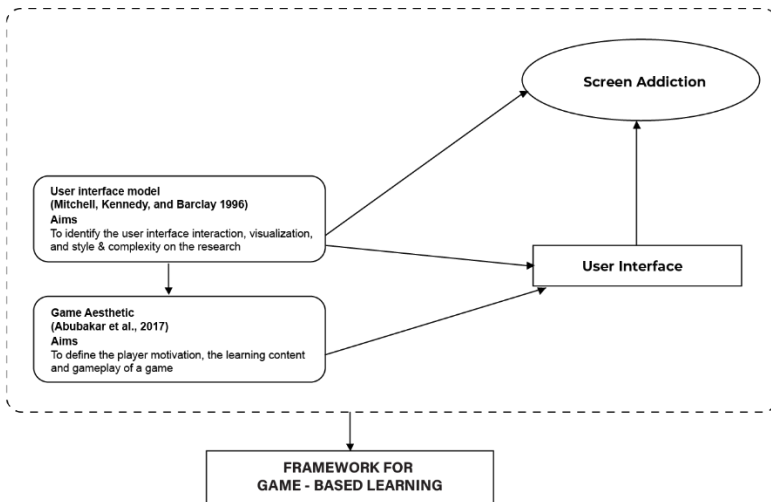 Screen Addiction
User interface model
(Mitchell, Kennedy, and Barclay 1996)
Aims
To identify the user interface interaction, visualization,
and style & complexity on the research
User Interface
Game Aesthetic
(Abubakar et al., 2017)
Aims
To define the player motivation, the learning content
and gameplay of a game
FRAMEWORK FOR
GAME - BASED LEARNING